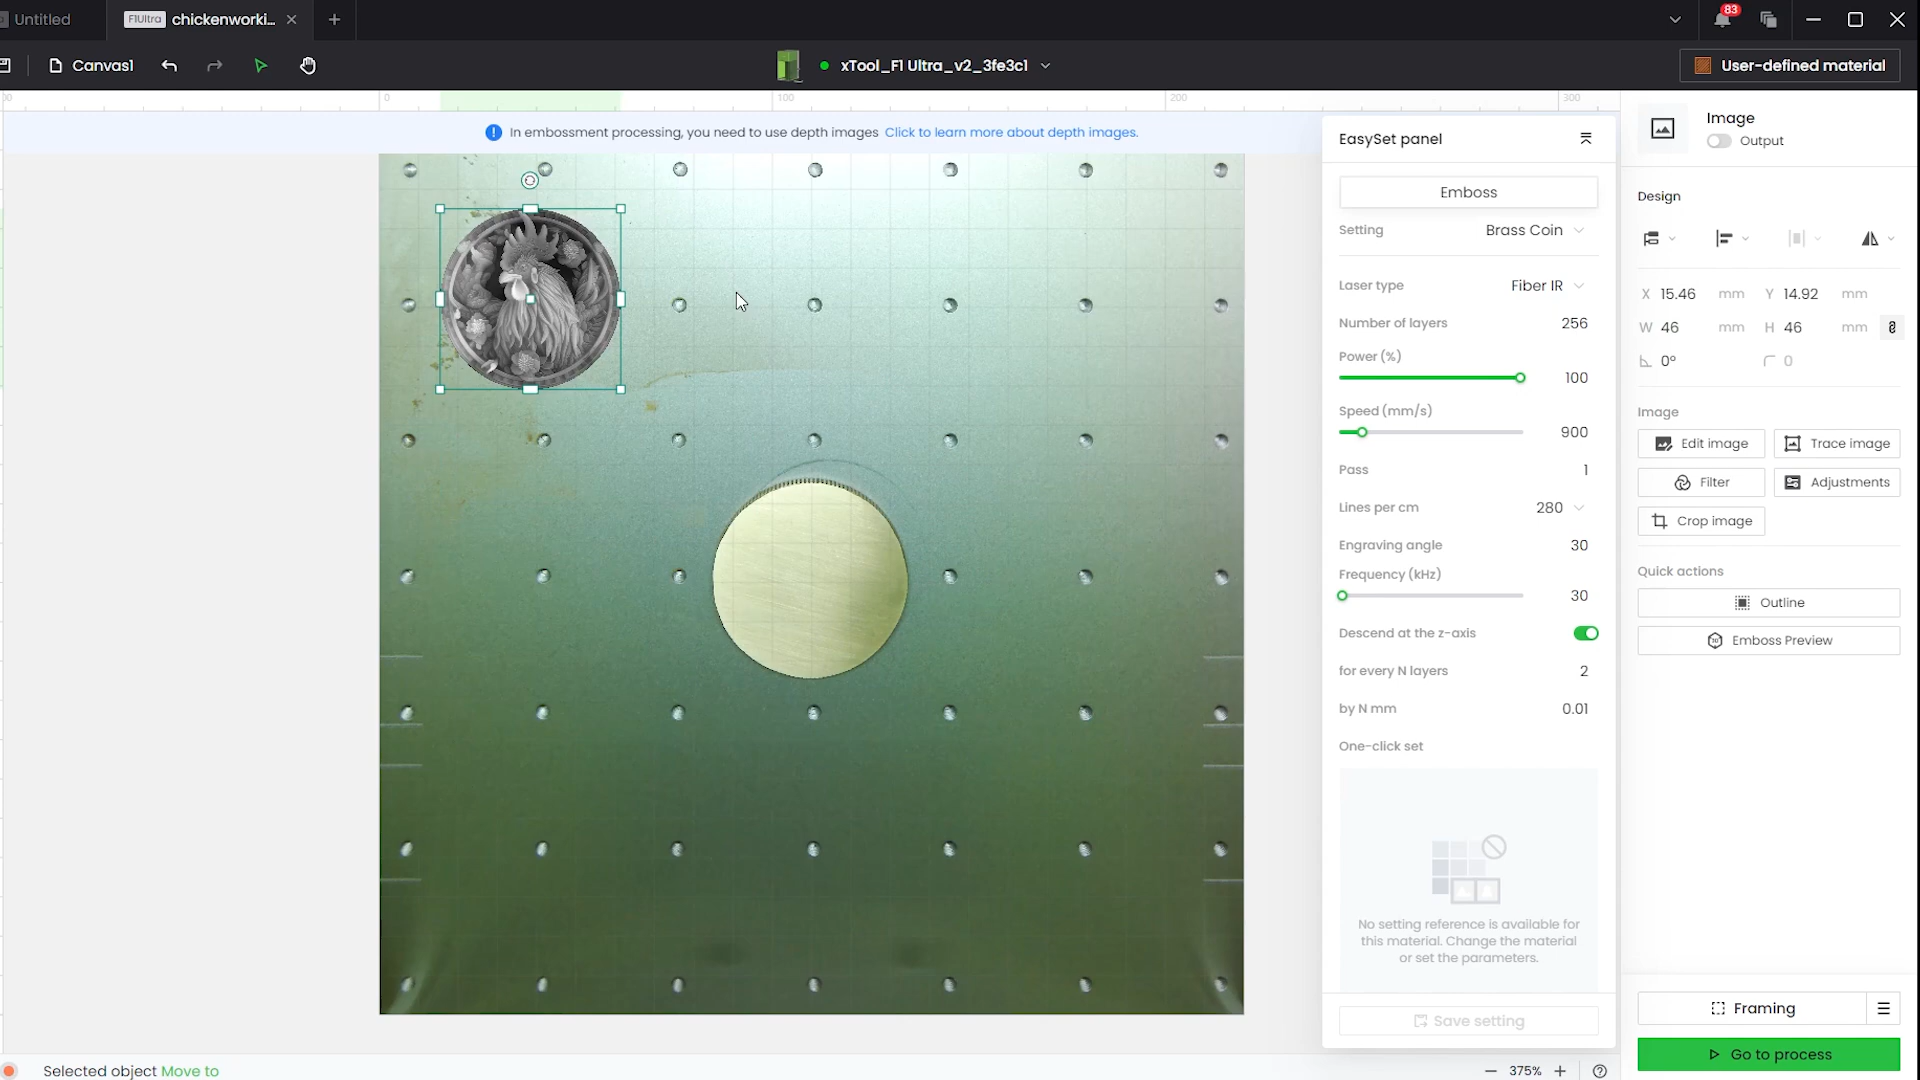 Untitled
F1Ultra chickenworki...
83
Canvas1
xTool_F1 Ultra_v2_3fe3c1
User-defined material
0 100 200 300
In embossment processing, you need to use depth images Click to learn more about depth images.
EasySet panel
Emboss
Setting Brass Coin
Laser type Fiber IR
Number of layers 256
Power (%)
100
Speed (mm/s)
900
Pass 1
Lines per cm 280
Engraving angle 30
Frequency (kHz)
30
Descend at the z-axis
for every N layers 2
by N mm 0.01
One-click set
No setting reference is available for
this material. Change the material
or set the parameters.
Save setting
Image
Output
Design
X 15.46 mm Y 14.92 mm
W 46 mm H 46 mm
0° 0
Image
Edit image Trace image
Filter Adjustments
Crop image
Quick actions
Outline
Emboss Preview
Framing
Go to process
Selected object Move to
375%